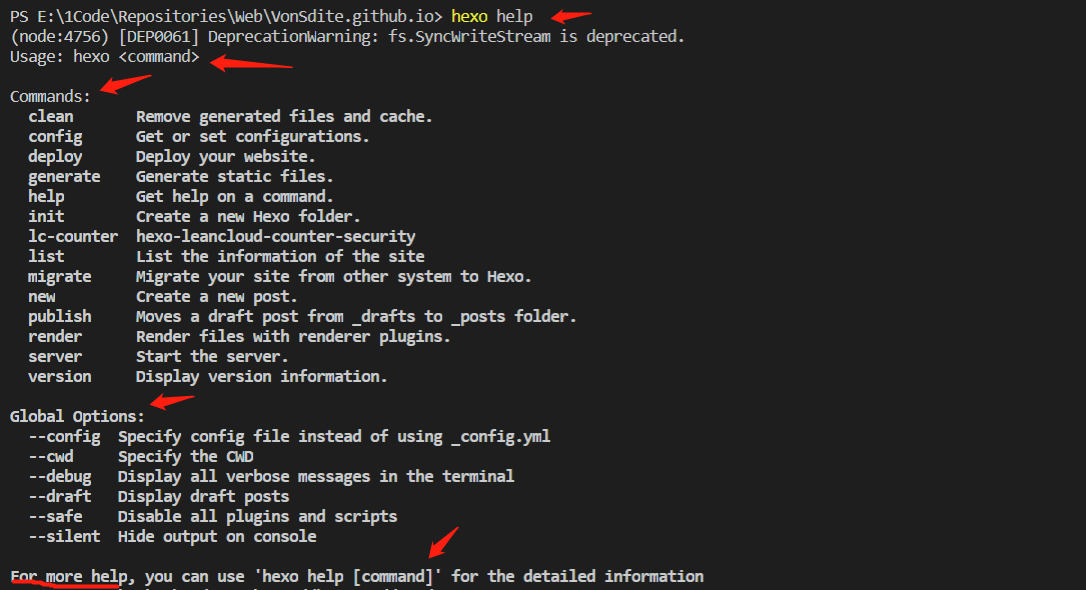 PS E:\1Code\Repositories\Web\VonSdite.github.io> hexo help
(node:4756) [DEP0061] DeprecationWarning: fs.SyncWriteStream is deprecated.
Usage: hexo <command>
Commands:
clean Remove generated files and cache.
config Get or set configurations.
deploy Deploy your website.
generate Generate static files.
help Get help on a command.
init Create a new Hexo folder.
lc-counter hexo-leancloud-counter-security
list List the information of the site
migrate Migrate your site from other system to Hexo.
new Create a new post.
publish Moves a draft post from _drafts to _posts folder.
render Render files with renderer plugins.
server Start the server.
version Display version information.
Global Options:
--config Specify config file instead of using _config.yml
--cwd Specify the CWD
--debug Display all verbose messages in the terminal
--draft Display draft posts
--safe Disable all plugins and scripts
--silent Hide output on console
For more help, you can use 'hexo help [command]' for the detailed information